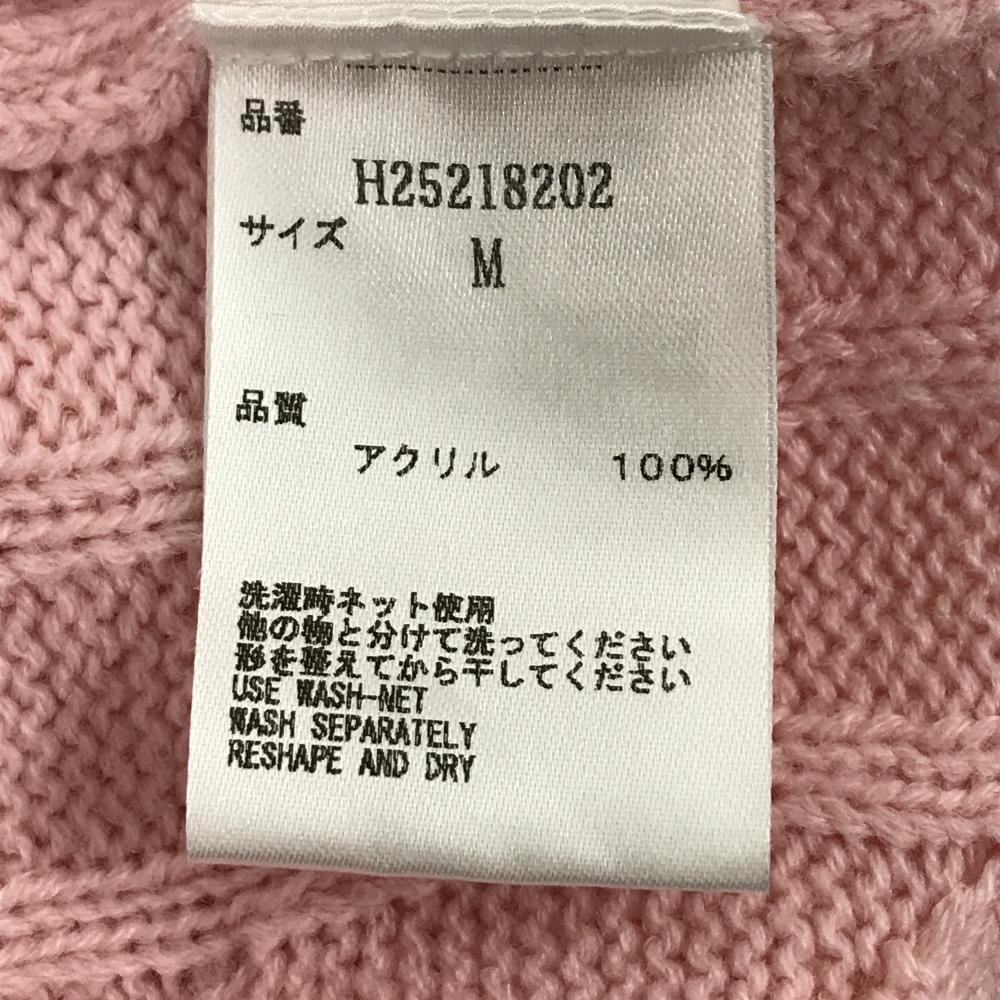 品番
H25218202
サイズ
M
品質
アクリル 100%
洗濯時ネット使用
他の物と分けて洗ってください
形を整えてから干してください
USE WASH-NET
WASH SEPARATELY
RESHAPE AND DRY